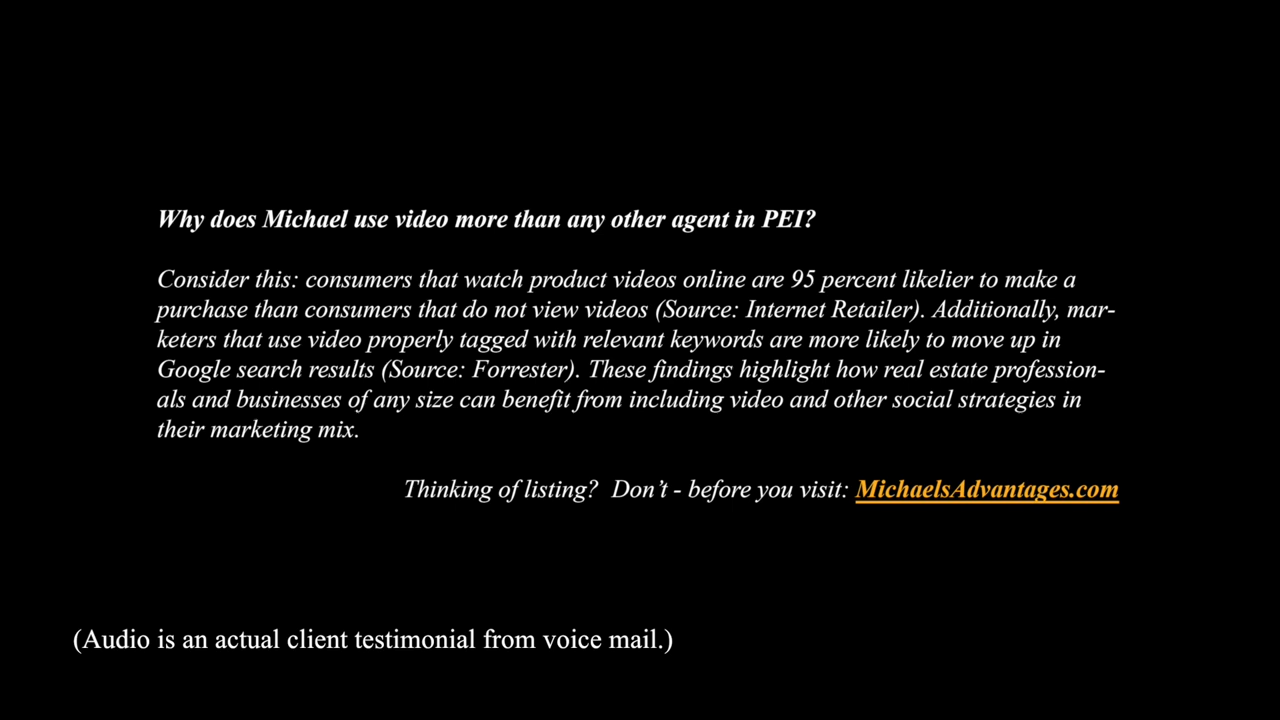 Why does Michael use video more than any other agent in PEI?
Consider this: consumers that watch product videos online are 95 percent likelier to make a
purchase than consumers that do not view videos (Source: Internet Retailer). Additionally, mar-
keters that use video properly tagged with relevant keywords are more likely to move up in
Google search results (Source: Forrester). These findings highlight how real estate profession-
als and businesses of any size can benefit from including video and other social strategies in
their marketing mix.
Thinking of listing?  Don’t - before you visit: MichaelsAdvantages.com
(Audio is an actual client testimonial from voice mail.)